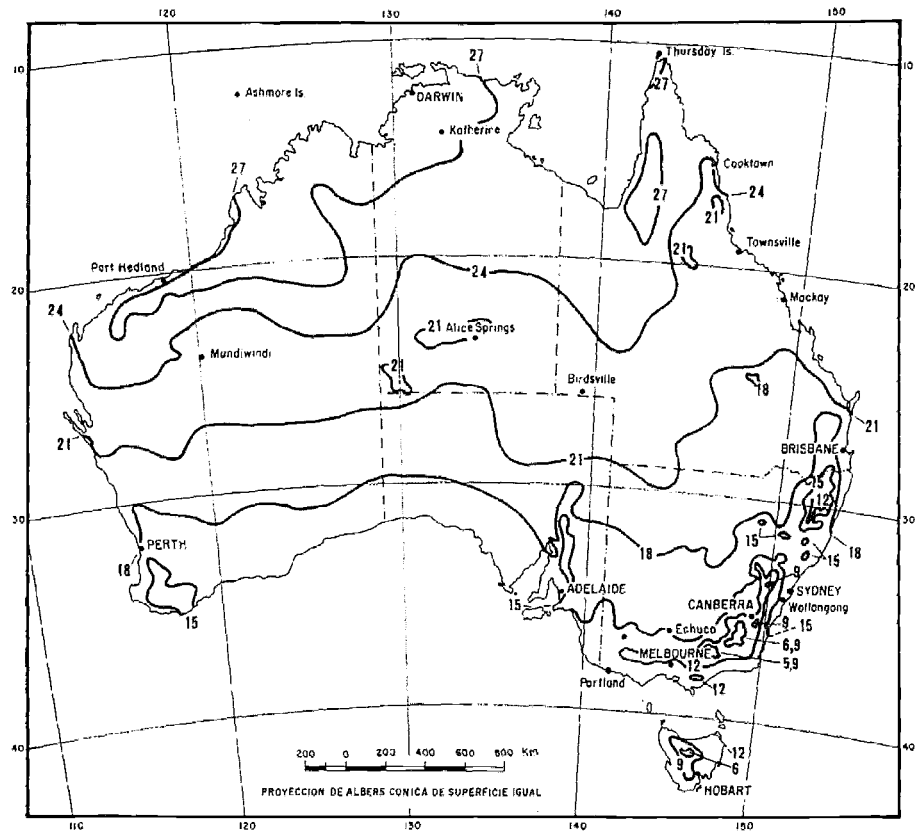 120 130 140 150
10 27 Thursday Is. 10
Ashmore Is. DARWIN 27
Katherine
Cooktown
27 24
27 21
21 Townsville
Port Hedland
24
20 Mackay 20
24
21 Alice Springs
Mundiwindi
21 Birdsville 18
21 21
21 BRISBANE
15
12
30 30
15 18
PERTH 18
18 9 15
ADELAIDE SYDNEY
15 15 CANBERRA Wollongong
Echuca 9 15
6,9
MELBOURNE 5,9
12
Portland 12
40 200 0 200 400 600 800 Km 12 40
9 6
PROYECCION DE ALBERS CONICA DE SUPERFICIE IGUAL HOBART
110 120 130 140 150